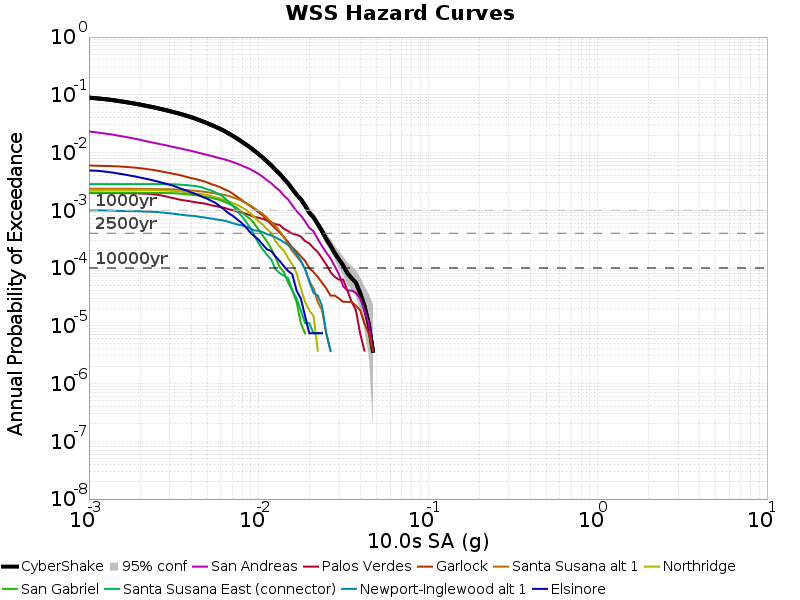 WSS Hazard Curves
Annual Probability of Exceedance
10^0
10^-1
10^-2
10^-3
10^-4
10^-5
10^-6
10^-7
10^-8
1000yr
2500yr
10000yr
10^-3 10^-2 10^-1 10^0 10^1
10.0s SA (g)
CyberShake 95% conf San Andreas Palos Verdes Garlock Santa Susana alt 1 Northridge
San Gabriel Santa Susana East (connector) Newport-Inglewood alt 1 Elsinore